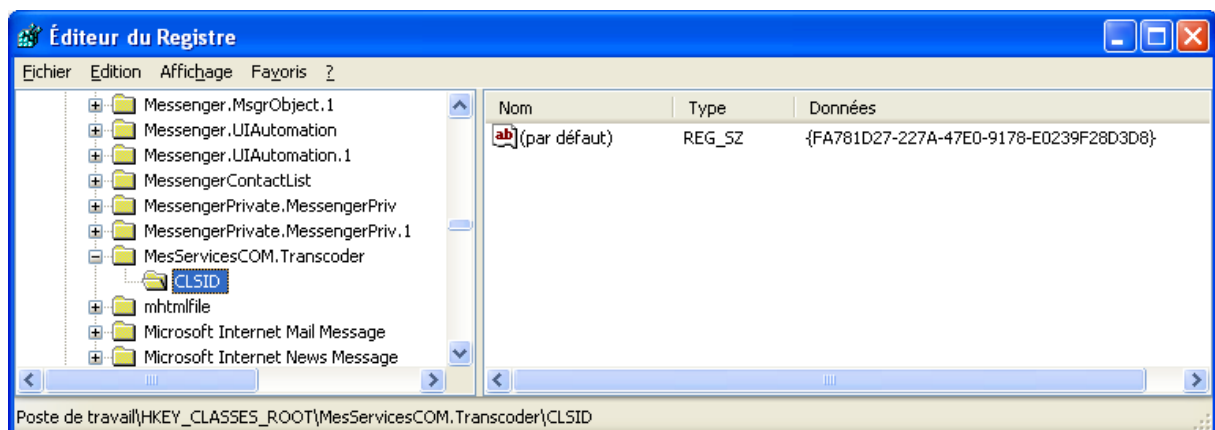 Éditeur du Registre
Fichier Edition Affichage Favoris ?
Messenger.MsgrObject.1
Messenger.UIAutomation
Messenger.UIAutomation.1
MessengerContactList
MessengerPrivate.MessengerPriv
MessengerPrivate.MessengerPriv.1
MesServicesCOM.Transcoder
CLSID
mhtmlfile
Microsoft Internet Mail Message
Microsoft Internet News Message
Nom Type Données
ab (par défaut) REG_SZ {FA781D27-227A-47E0-9178-E0239F28D3D8}
Poste de travail\HKEY_CLASSES_ROOT\MesServicesCOM.Transcoder\CLSID